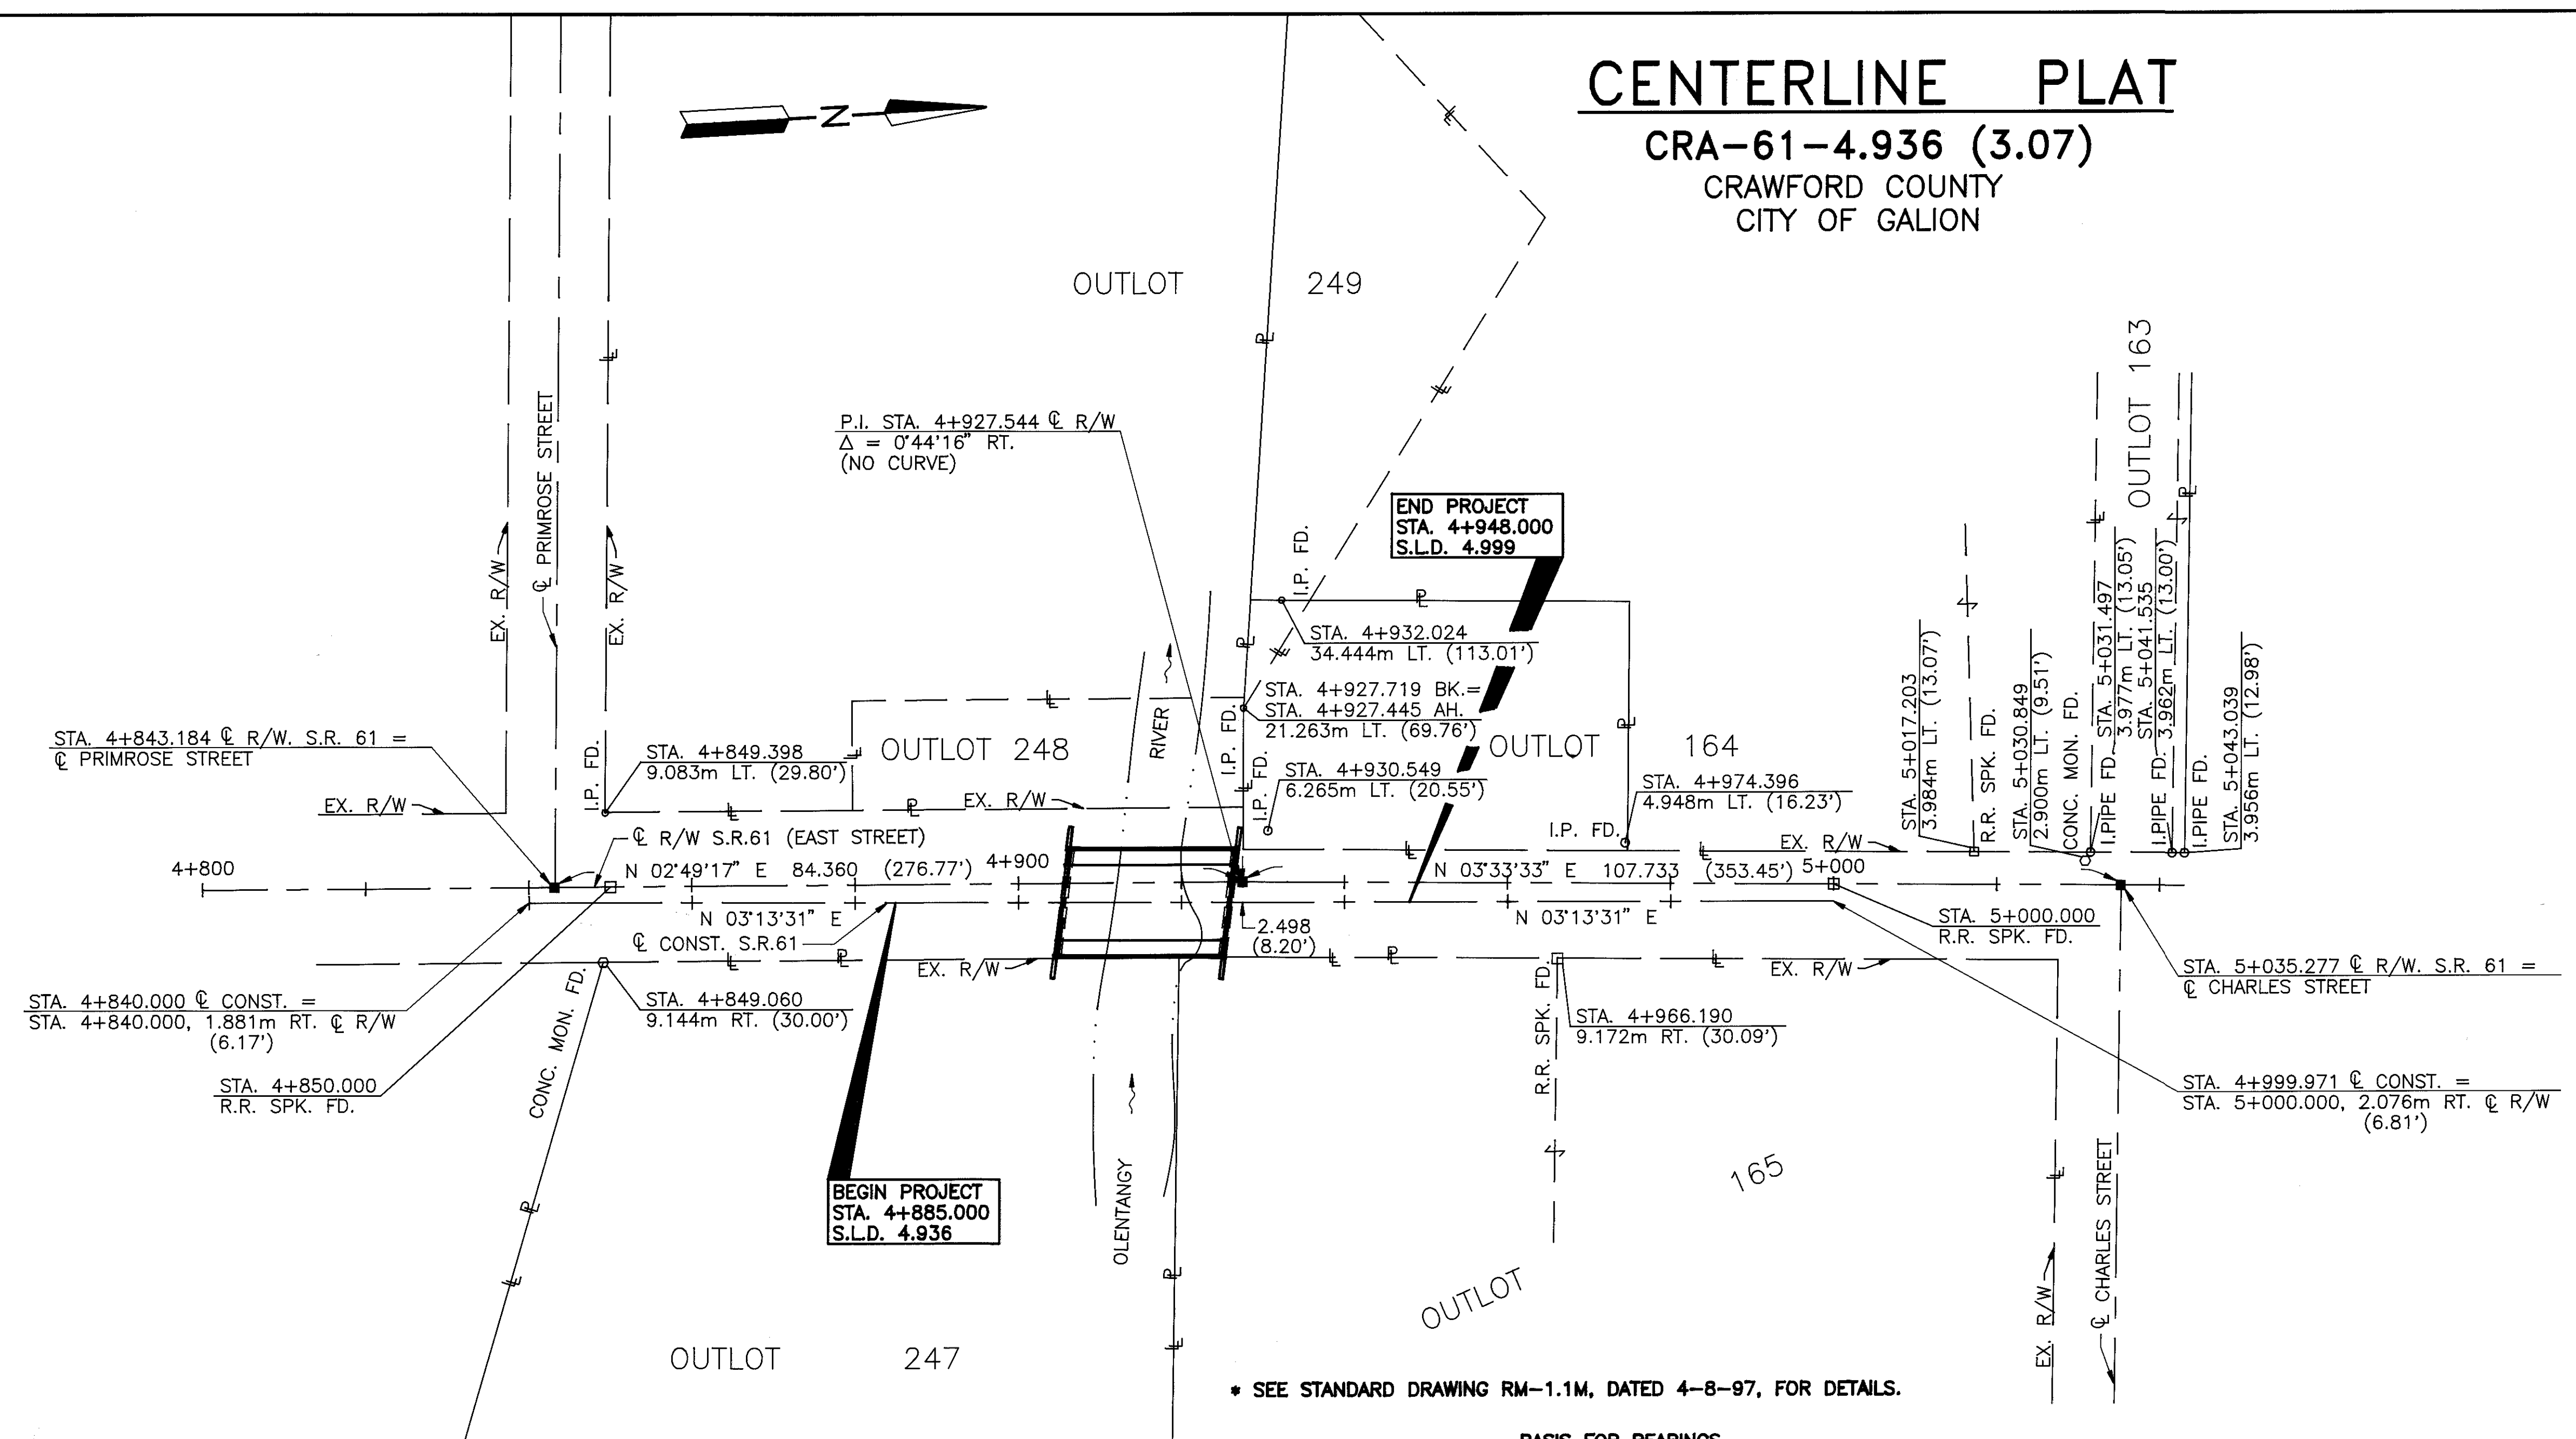 CENTERLINE PLAT
CRA-61-4.936 (3.07)
CRAWFORD COUNTY
CITY OF GALION
N
OUTLOT 249
OUTLOT 163
P.I. STA. 4+927.544 ℄ R/W
Δ = 0°44'16" RT.
(NO CURVE)
END PROJECT
STA. 4+948.000
S.L.D. 4.999
EX. R/W
℄ PRIMROSE STREET
EX. R/W
I.P. FD.
STA. 4+932.024
34.444m LT. (113.01')
STA. 4+927.719 BK.=
STA. 4+927.445 AH.
21.263m LT. (69.76')
I.P. FD.
I.P. FD.
STA. 4+930.549
6.265m LT. (20.55')
OUTLOT 164
STA. 4+974.396
4.948m LT. (16.23')
I.P. FD.
STA. 5+017.203
3.984m LT. (13.07')
R.R. SPK. FD.
STA. 5+030.849
2.900m LT. (9.51')
CONC. MON. FD.
I.PIPE FD. STA. 5+031.497
3.977m LT. (13.05')
STA. 5+041.535
I.PIPE FD. 3.962m LT. (13.00')
I.PIPE FD.
STA. 5+043.039
3.956m LT. (12.98')
STA. 4+843.184 ℄ R/W. S.R. 61 =
℄ PRIMROSE STREET
I.P. FD.
STA. 4+849.398
9.083m LT. (29.80')
OUTLOT 248
RIVER
EX. R/W
EX. R/W
EX. R/W
℄ R/W S.R.61 (EAST STREET)
4+800
N 02°49'17" E 84.360 (276.77')
4+900
N 03°33'33" E 107.733 (353.45')
5+000
N 03°13'31" E
N 03°13'31" E
℄ CONST. S.R.61
2.498
(8.20')
STA. 5+000.000
R.R. SPK. FD.
EX. R/W
EX. R/W
STA. 4+840.000 ℄ CONST. =
STA. 4+840.000, 1.881m RT. ℄ R/W
(6.17')
CONC. MON. FD.
STA. 4+849.060
9.144m RT. (30.00')
R.R. SPK. FD.
STA. 4+966.190
9.172m RT. (30.09')
STA. 5+035.277 ℄ R/W. S.R. 61 =
℄ CHARLES STREET
STA. 4+850.000
R.R. SPK. FD.
STA. 4+999.971 ℄ CONST. =
STA. 5+000.000, 2.076m RT. ℄ R/W
(6.81')
BEGIN PROJECT
STA. 4+885.000
S.L.D. 4.936
OLENTANGY
OUTLOT 165
EX. R/W
℄ CHARLES STREET
OUTLOT 247
* SEE STANDARD DRAWING RM-1.1M, DATED 4-8-97, FOR DETAILS.
BASIS FOR BEARINGS